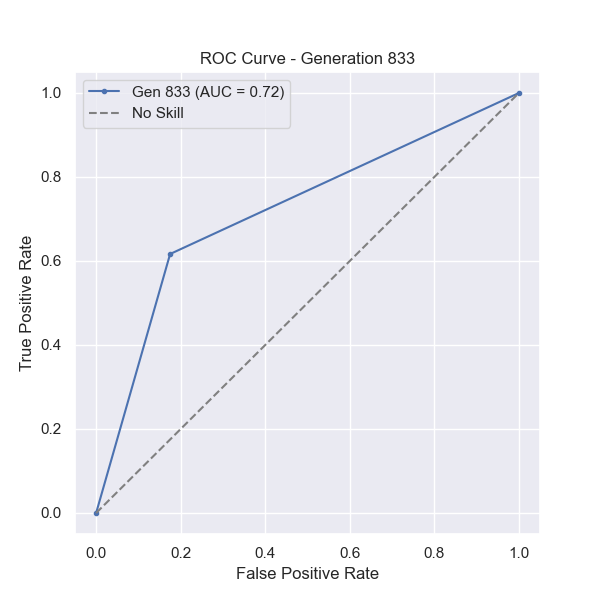 ROC Curve - Generation 833
Gen 833 (AUC = 0.72)
No Skill
True Positive Rate
1.0
0.8
0.6
0.4
0.2
0.0
0.0 0.2 0.4 0.6 0.8 1.0
False Positive Rate